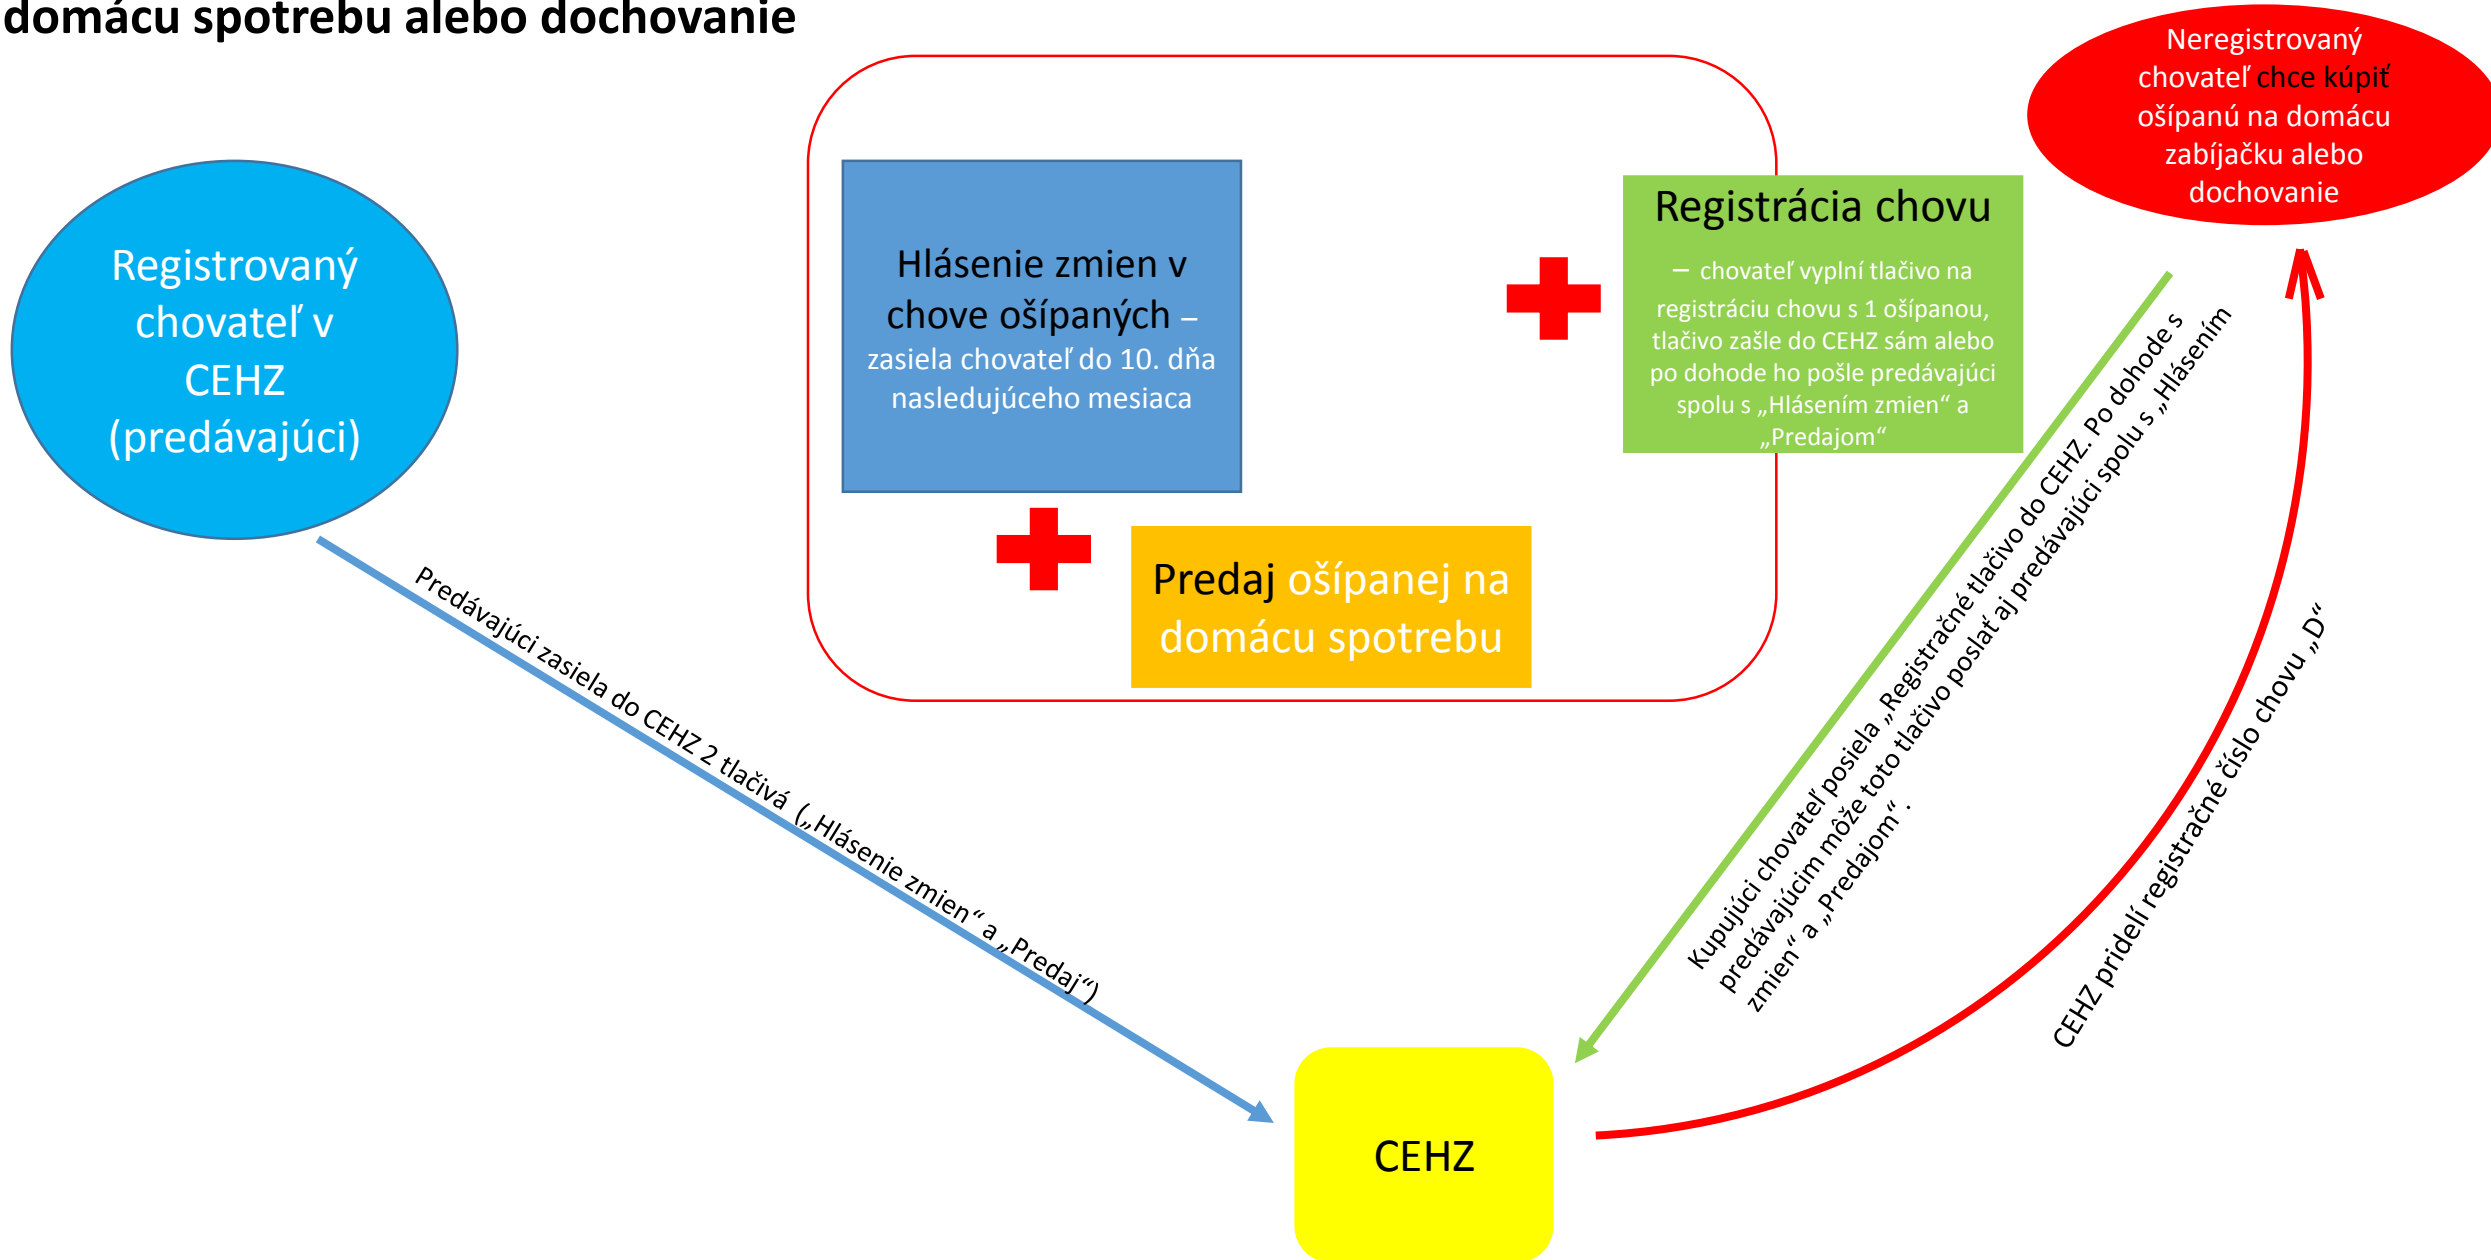 domácu spotrebu alebo dochovanie
Neregistrovaný
chovateľ chce kúpiť
ošípanú na domácu
zabíjačku alebo
dochovanie
Registrovaný
chovateľ v
CEHZ
(predávajúci)
Hlásenie zmien v
chove ošípaných –
zasiela chovateľ do 10. dňa
nasledujúceho mesiaca
Registrácia chovu
– chovateľ vyplní tlačivo na
registráciu chovu s 1 ošípanou,
tlačivo zašle do CEHZ sám alebo
po dohode ho pošle predávajúci
spolu s „Hlásením zmien“ a
„Predajom“
Predaj ošípanej na
domácu spotrebu
Predávajúci zasiela do CEHZ 2 tlačivá („Hlásenie zmien“ a „Predaj“)
Kupujúci chovateľ posiela „Registračné tlačivo do CEHZ. Po dohode s
predávajúcim môže toto tlačivo poslať aj predávajúci spolu s „Hlásením
zmien“ a „Predajom“.
CEHZ pridelí registračné číslo chovu „D“
CEHZ